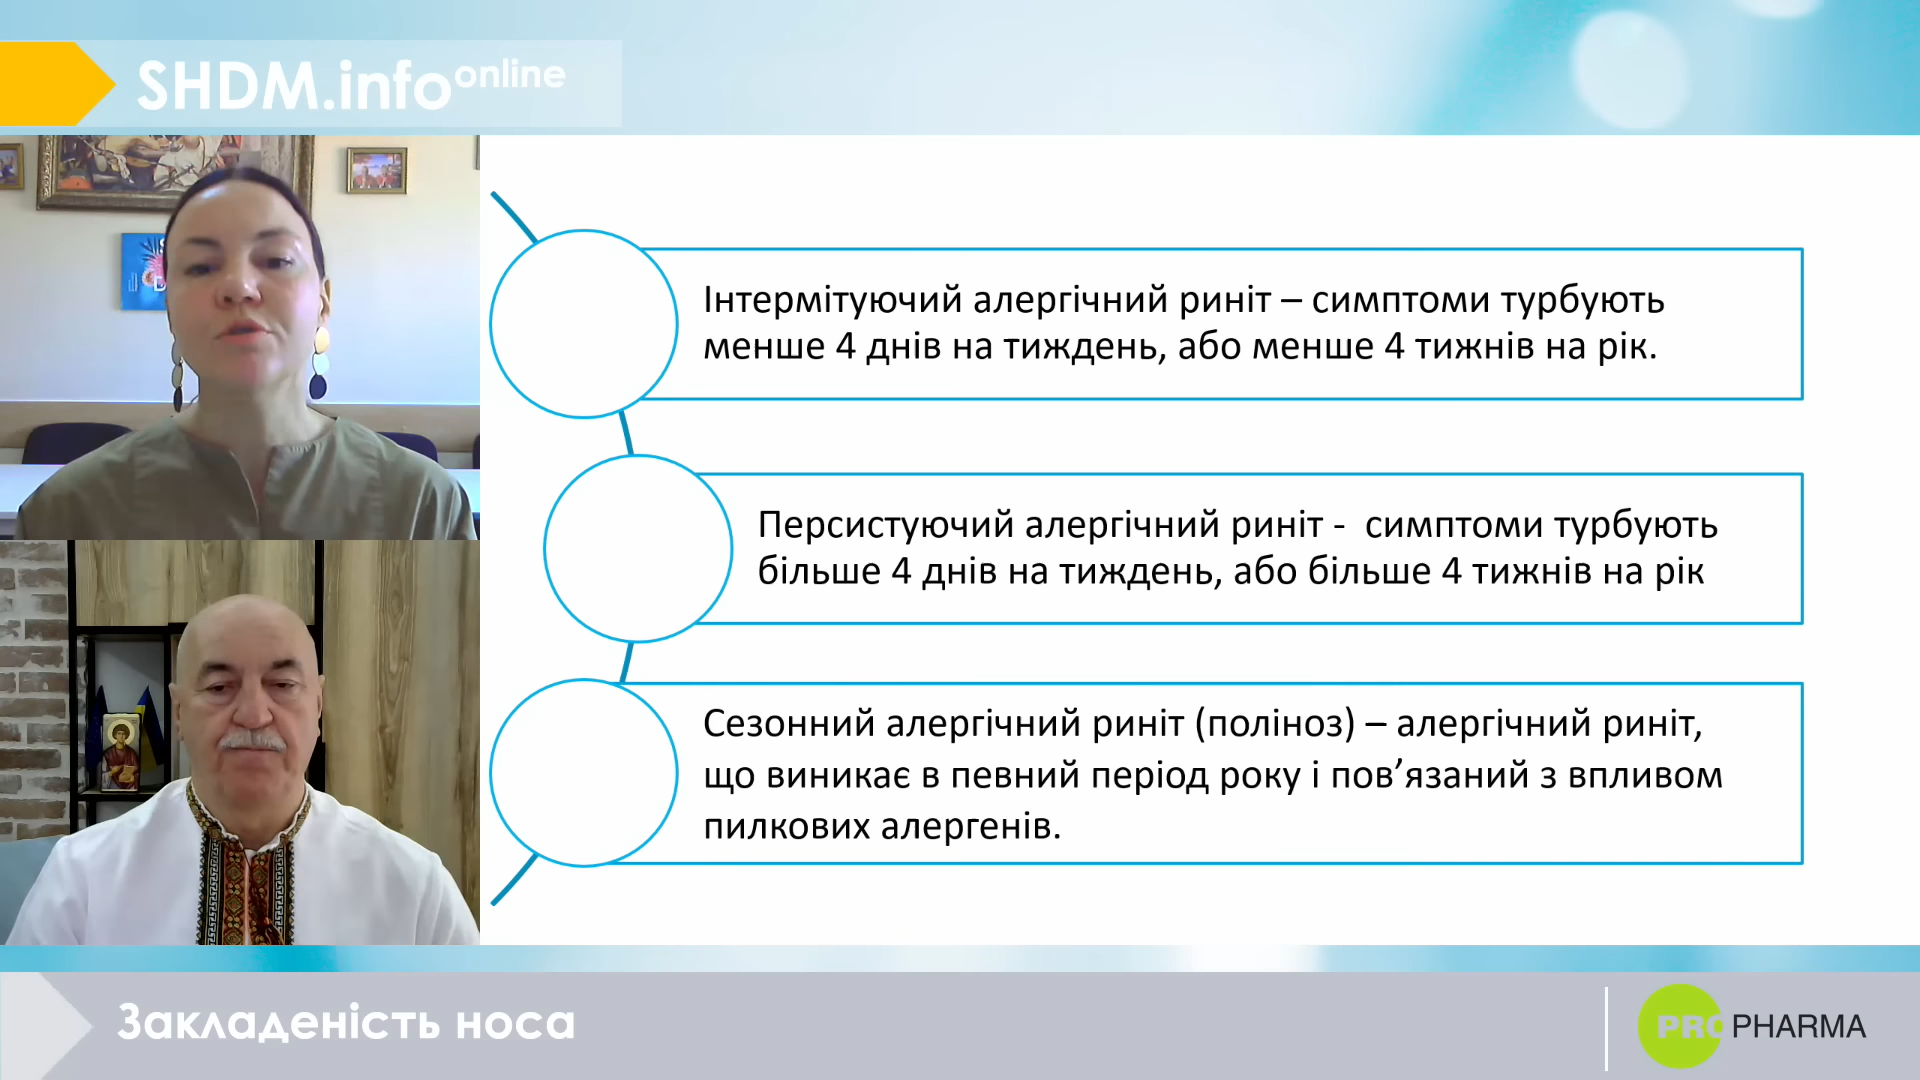 SHDM.info online
Інтермітуючий алергічний риніт – симптоми турбують
менше 4 днів на тиждень, або менше 4 тижнів на рік.
Персистуючий алергічний риніт -  симптоми турбують
більше 4 днів на тиждень, або більше 4 тижнів на рік
Сезонний алергічний риніт (поліноз) – алергічний риніт,
що виникає в певний період року і пов’язаний з впливом
пилкових алергенів.
Закладеність носа
PRO PHARMA